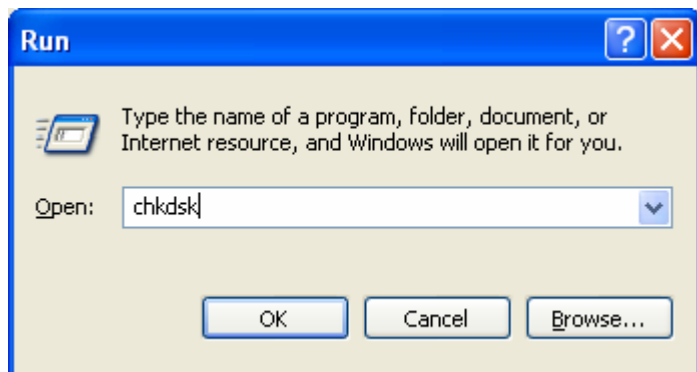 Run
Type the name of a program, folder, document, or
Internet resource, and Windows will open it for you.
Open: chkdsk
OK Cancel Browse...